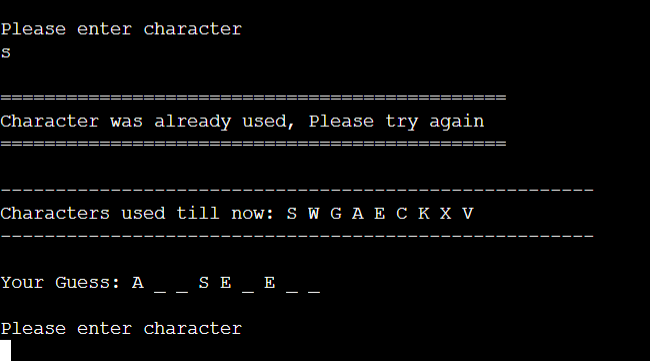 Please enter character
s
==============================================
Character was already used, Please try again
==============================================
------------------------------------------------------
Characters used till now: S W G A E C K X V
------------------------------------------------------
Your Guess: A _ _ S E _ E _ _
Please enter character